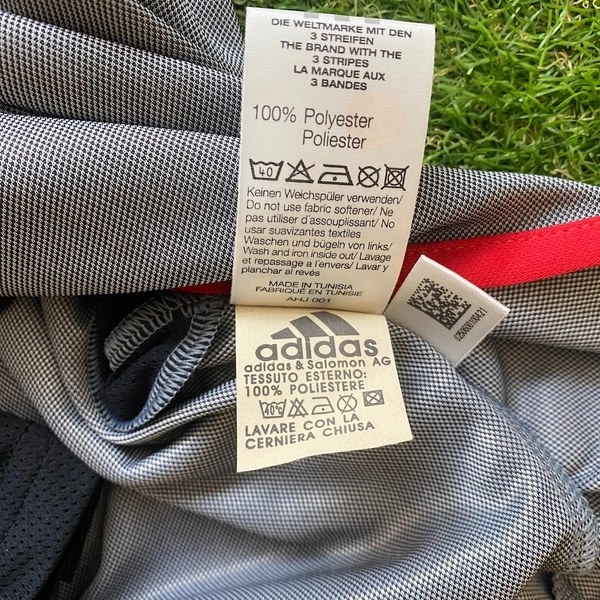 DIE WELTMARKE MIT DEN
3 STREIFEN
THE BRAND WITH THE
3 STRIPES
LA MARQUE AUX
3 BANDES
100% Polyester
Poliester
40
Keinen Weichspüler verwenden/
Do not use fabric softener/ Ne
pas utiliser d'assouplissant/ No
usar suavizantes textiles
Waschen und bügeln von links/
Wash and iron inside out/ Lavage
et repassage a l'envers/ Lavar y
planchar al revés
MADE IN TUNISIA
FABRIQUÉ EN TUNISIE
AHJ 001
adidas
adidas & Salomon AG
TESSUTO ESTERNO:
100% POLIESTERE
40°
LAVARE CON LA
CERNIERA CHIUSA